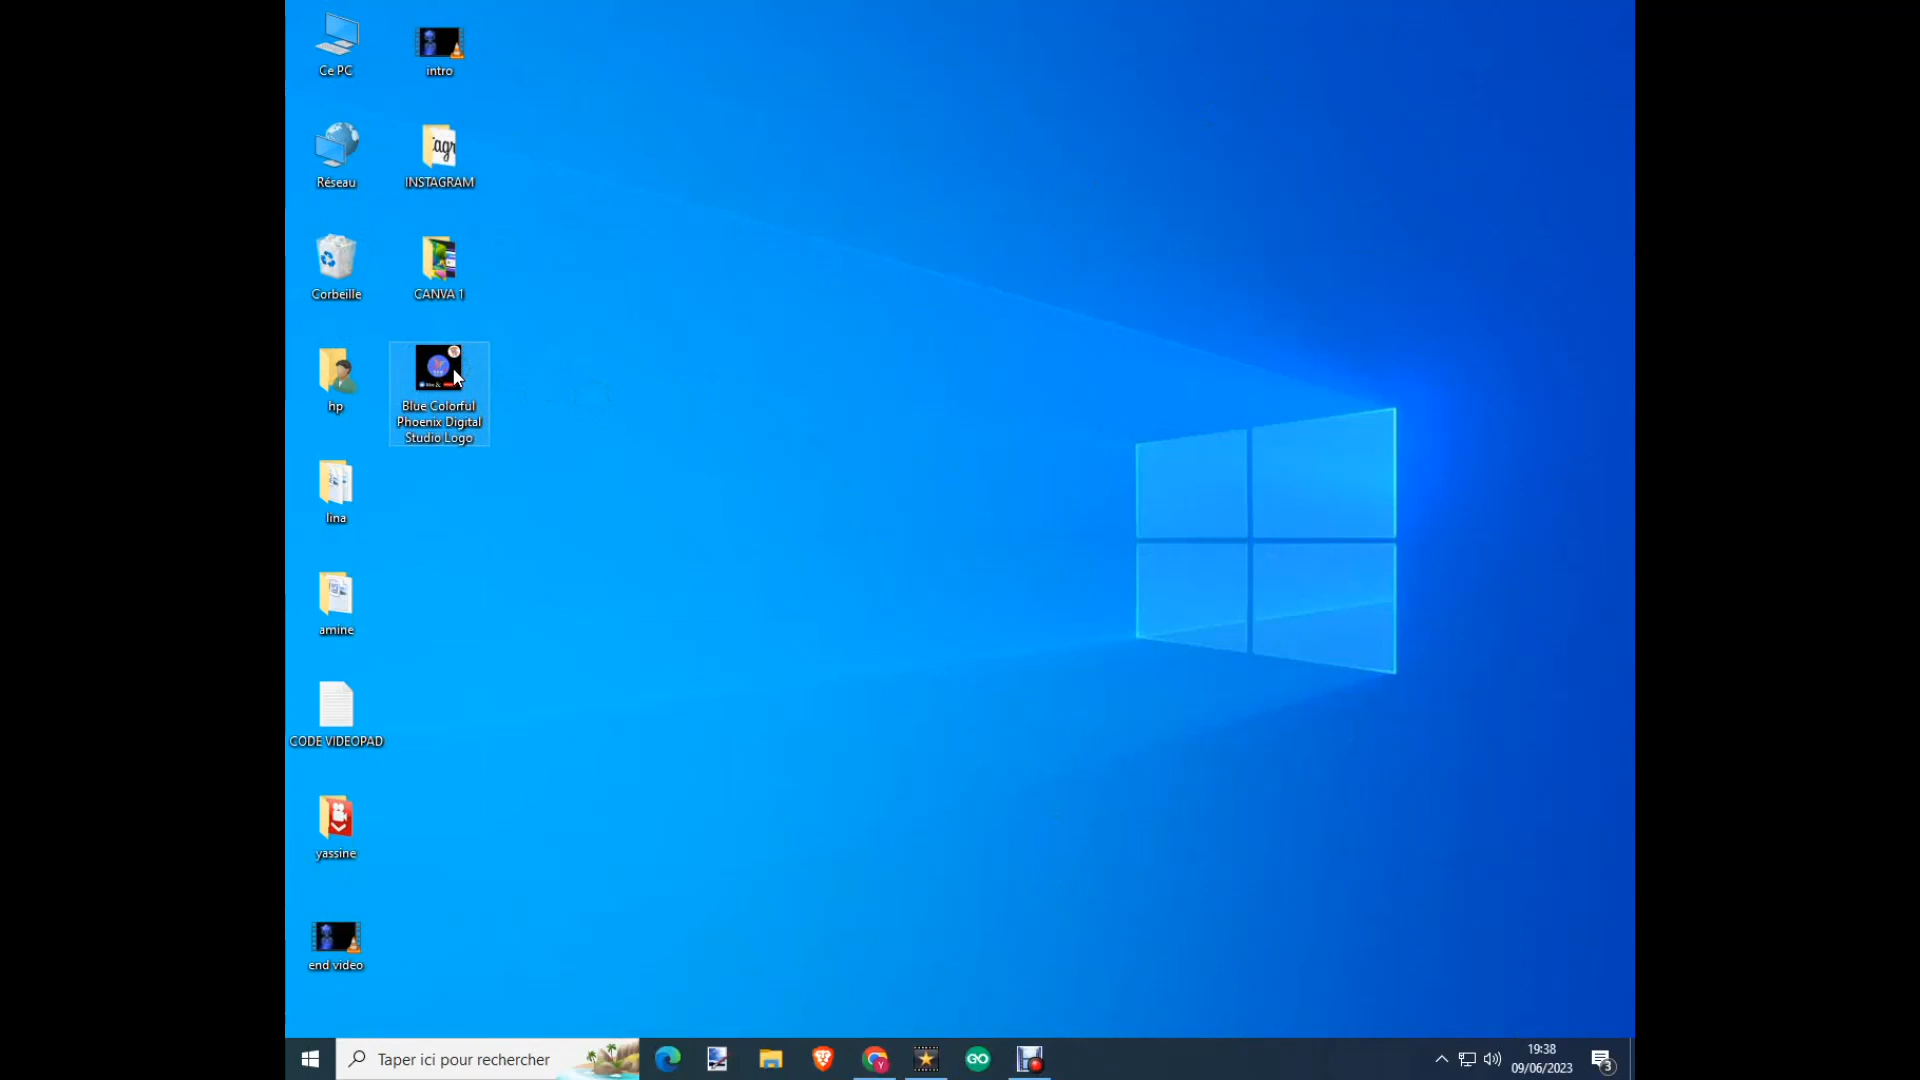 Ce PC
intro
Réseau
INSTAGRAM
Corbeille
CANVA 1
hp
Blue Colorful
Phoenix Digital
Studio Logo
lina
amine
CODE VIDEOPAD
yassine
end video
Taper ici pour rechercher
19:38
09/06/2023
3